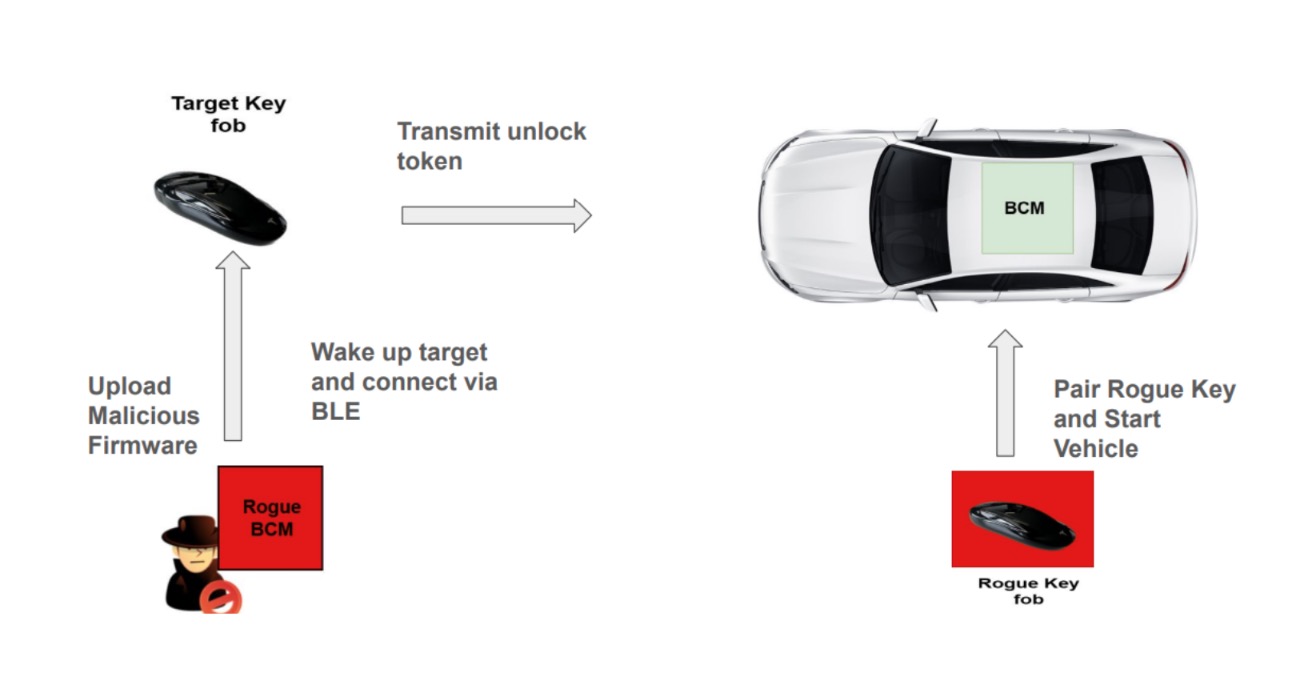 Target Key
fob
Transmit unlock
token
BCM
Wake up target
and connect via
BLE
Upload
Malicious
Firmware
Pair Rogue Key
and Start
Vehicle
Rogue
BCM
Rogue Key
fob